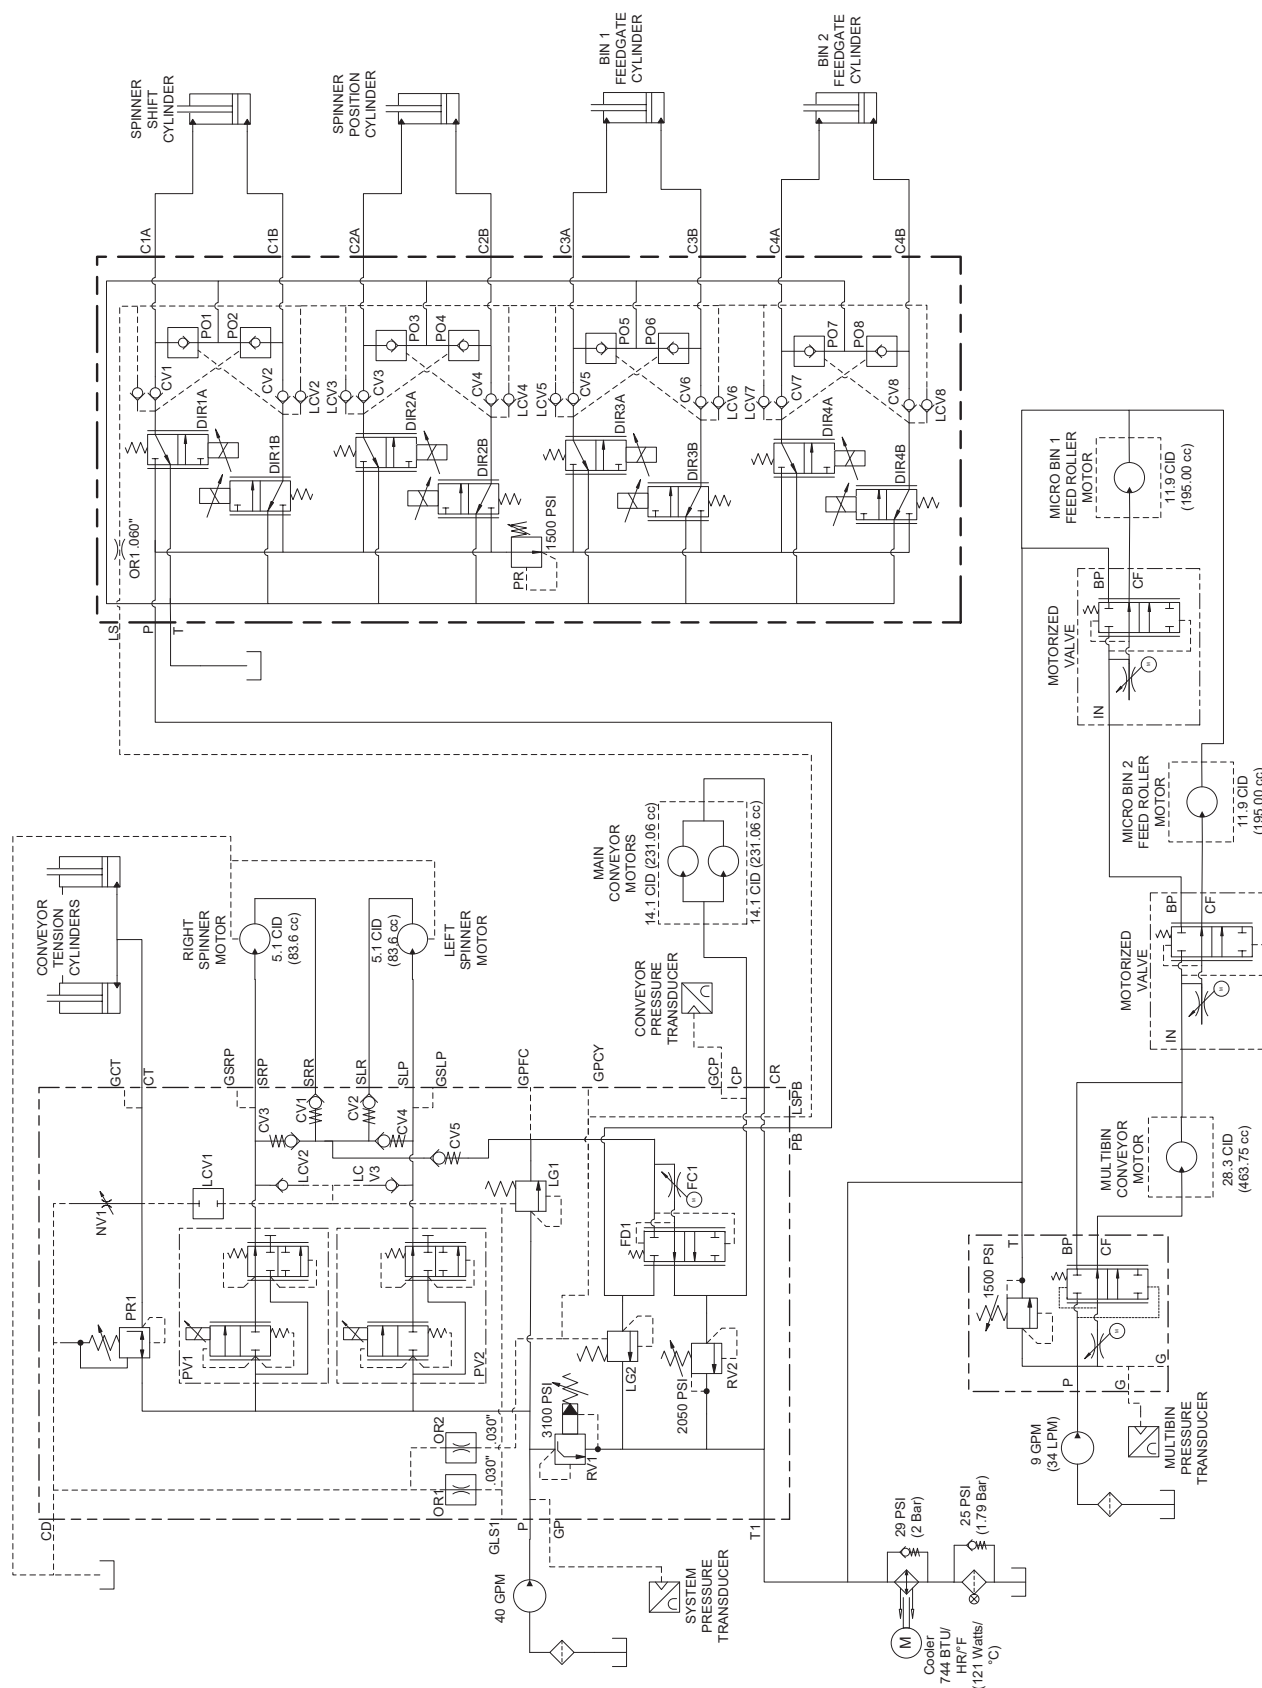 SPINNER
SHIFT
CYLINDER
SPINNER
POSITION
CYLINDER
BIN 1
FEEDGATE
CYLINDER
BIN 2
FEEDGATE
CYLINDER
C1A
C1B
C2A
C2B
C3A
C3B
C4A
C4B
PO1
PO2
PO3
PO4
PO5
PO6
PO7
PO8
CV1
CV2
LCV2
LCV3
CV3
CV4
LCV4
LCV5
CV5
CV6
LCV6
LCV7
CV7
CV8
LCV8
DIR1A
DIR1B
DIR2A
DIR2B
DIR3A
DIR3B
DIR4A
DIR4B
OR1 .060"
PR
1500 PSI
LS
P
T
CONVEYOR
TENSION
CYLINDERS
RIGHT
SPINNER
MOTOR
5.1 CID
(83.6 cc)
5.1 CID
(83.6 cc)
LEFT
SPINNER
MOTOR
MAIN
CONVEYOR
MOTORS
14.1 CID (231.06 cc)
14.1 CID (231.06 cc)
CONVEYOR
PRESSURE
TRANSDUCER
GCT
CT
GSRP
SRP
SRR
SLR
SLP
GSLP
GPFC
GPCY
GCP
CP
CR
LSPB
PB
CV3
CV1
CV2
CV4
CV5
LCV1
LCV2
LC
V3
NV1
LG1
FC1
M
FD1
PR1
PV1
PV2
LG2
RV2
2050 PSI
3100 PSI
RV1
OR2
.030"
OR1
.030"
CD
GLS1
P
GP
T1
40 GPM
SYSTEM
PRESSURE
TRANSDUCER
29 PSI
(2 Bar)
25 PSI
(1.79 Bar)
M
Cooler
744 BTU/
HR/°F
(121 Watts/
°C)
MICRO BIN 1
FEED ROLLER
MOTOR
11.9 CID
(195.00 cc)
MOTORIZED
VALVE
BP
CF
IN
M
MICRO BIN 2
FEED ROLLER
MOTOR
11.9 CID
(195.00 cc)
MOTORIZED
VALVE
BP
CF
IN
M
MULTIBIN
CONVEYOR
MOTOR
28.3 CID
(463.75 cc)
T
BP
CF
1500 PSI
M
P
G
G
9 GPM
(34 LPM)
MULTIBIN
PRESSURE
TRANSDUCER